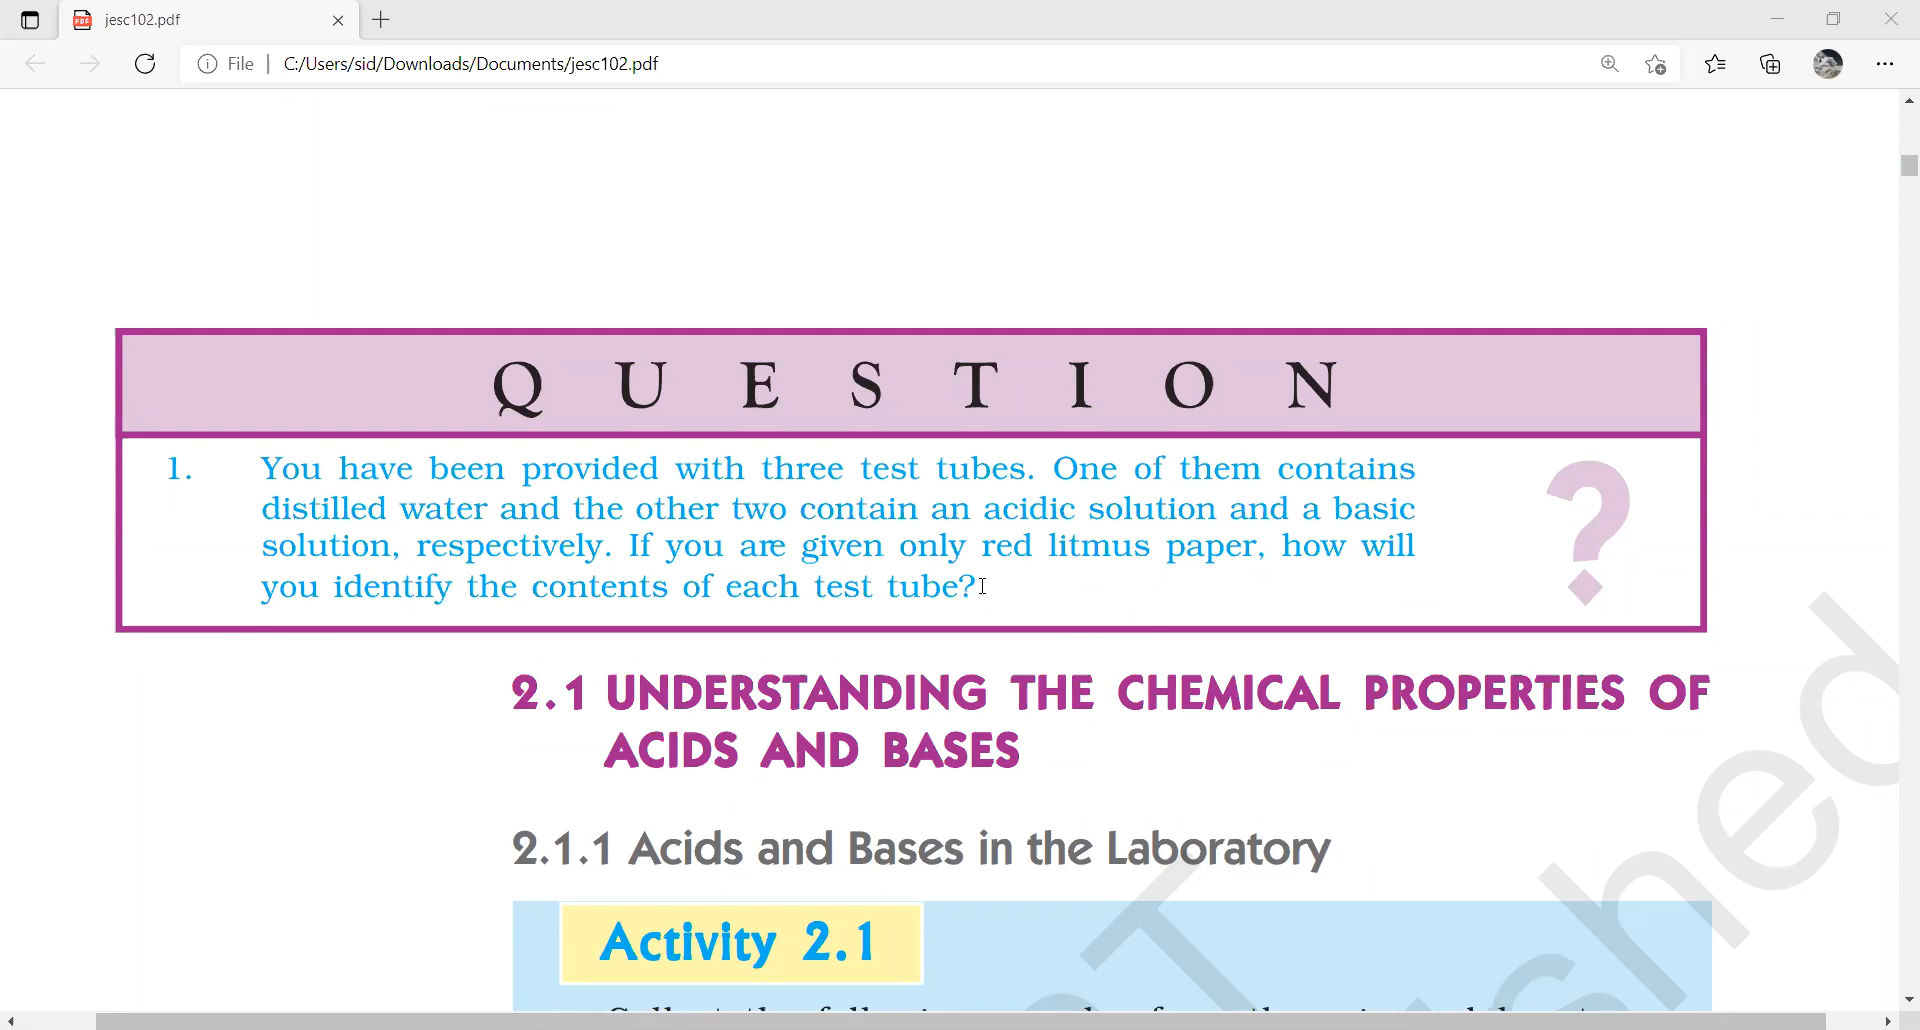 jesc102.pdf
File
C:/Users/sid/Downloads/Documents/jesc102.pdf
Q U E S T I O N
1. You have been provided with three test tubes. One of them contains
distilled water and the other two contain an acidic solution and a basic
solution, respectively. If you are given only red litmus paper, how will
you identify the contents of each test tube?
?
2.1 UNDERSTANDING THE CHEMICAL PROPERTIES OF
ACIDS AND BASES
2.1.1 Acids and Bases in the Laboratory
Activity 2.1